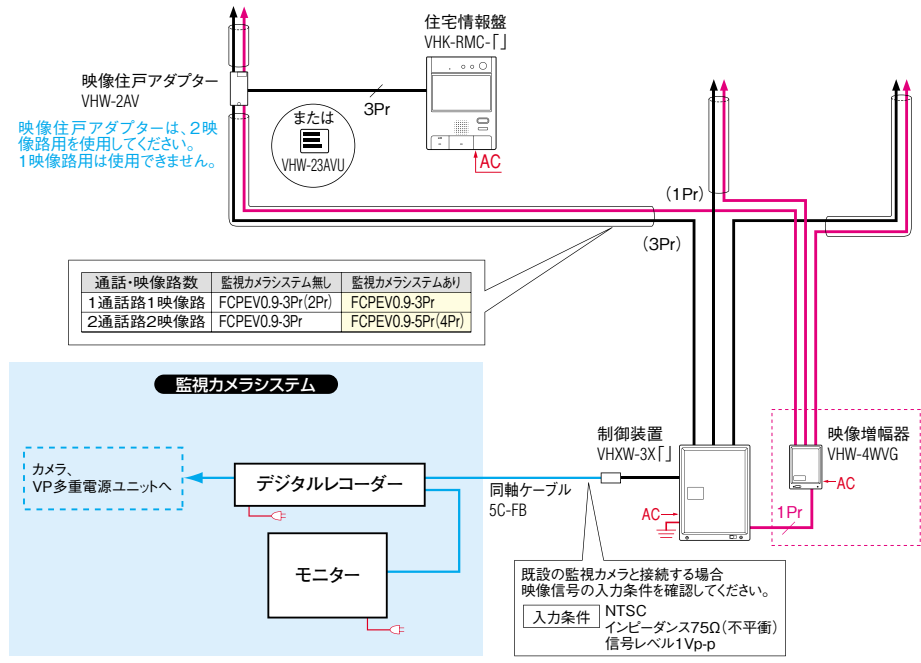 住宅情報盤
VHK-RMC-「」
映像住戸アダプター
VHW-2AV
映像住戸アダプターは、2映
像路用を使用してください。
1映像路用は使用できません。
または
VHW-23AVU
3Pr
AC
(1Pr)
(3Pr)
通話・映像路数 監視カメラシステム無し 監視カメラシステムあり
1通話路1映像路 FCPEV0.9-3Pr(2Pr) FCPEV0.9-3Pr
2通話路2映像路 FCPEV0.9-3Pr FCPEV0.9-5Pr(4Pr)
監視カメラシステム
カメラ、
VP多重電源ユニットへ
デジタルレコーダー
モニター
同軸ケーブル
5C-FB
制御装置
VHXW-3X「」
AC
映像増幅器
VHW-4WVG
AC
1Pr
既設の監視カメラと接続する場合
映像信号の入力条件を確認してください。
入力条件 NTSC
インピーダンス75Ω(不平衡)
信号レベル1Vp-p